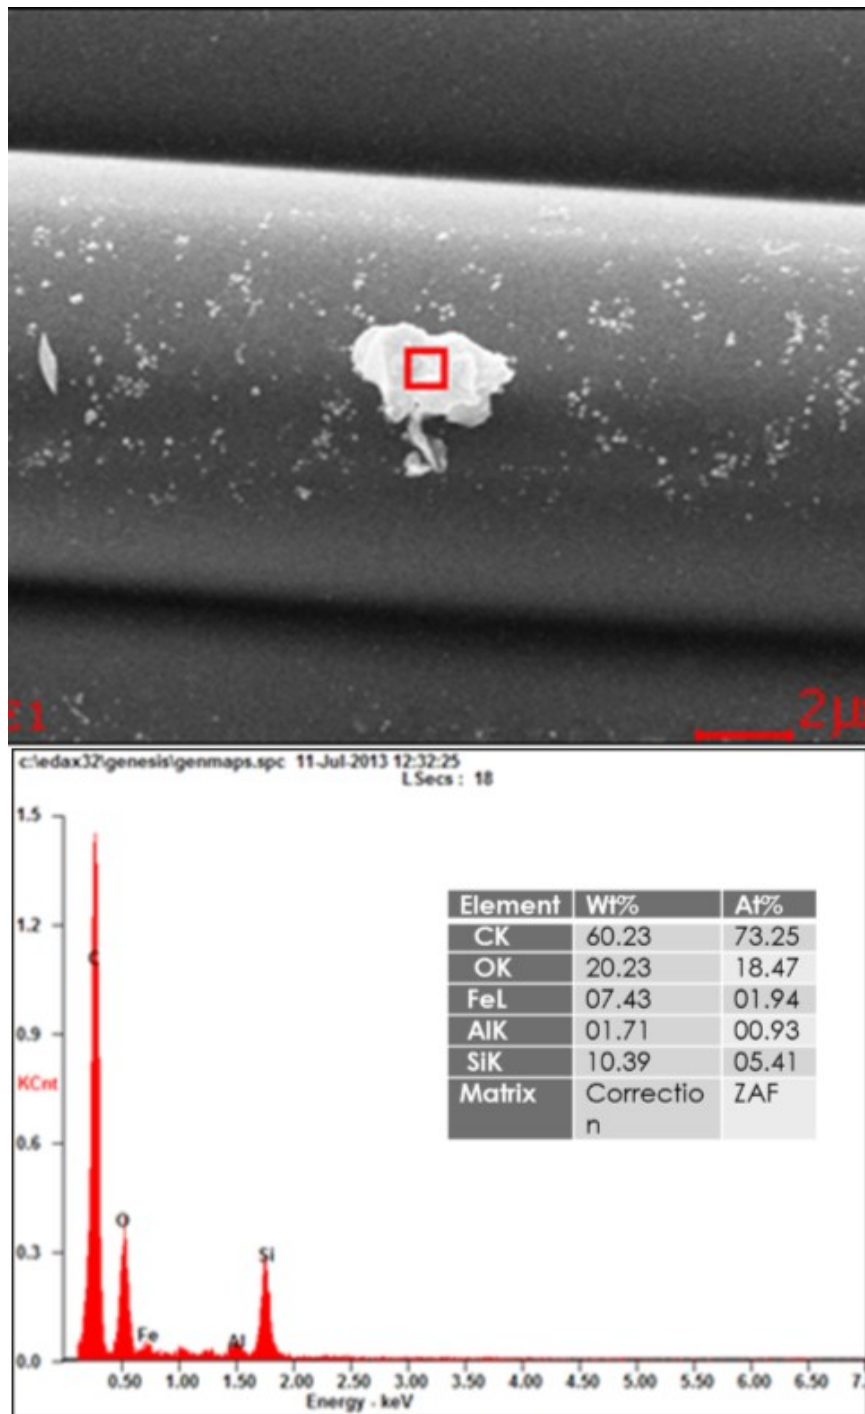 E1
2µ
c:\edax32\genesis\genmaps.spc 11-Jul-2013 12:32:25
LSecs : 18
1.5
1.2
0.9
KCnt
0.6
0.3
0.0
C
O
Fe
Al
Si
Element Wt% At%
CK 60.23 73.25
OK 20.23 18.47
FeL 07.43 01.94
AlK 01.71 00.93
SiK 10.39 05.41
Matrix Correctio ZAF
n
0.50 1.00 1.50 2.00 2.50 3.00 3.50 4.00 4.50 5.00 5.50 6.00 6.50 7.
Energy - keV